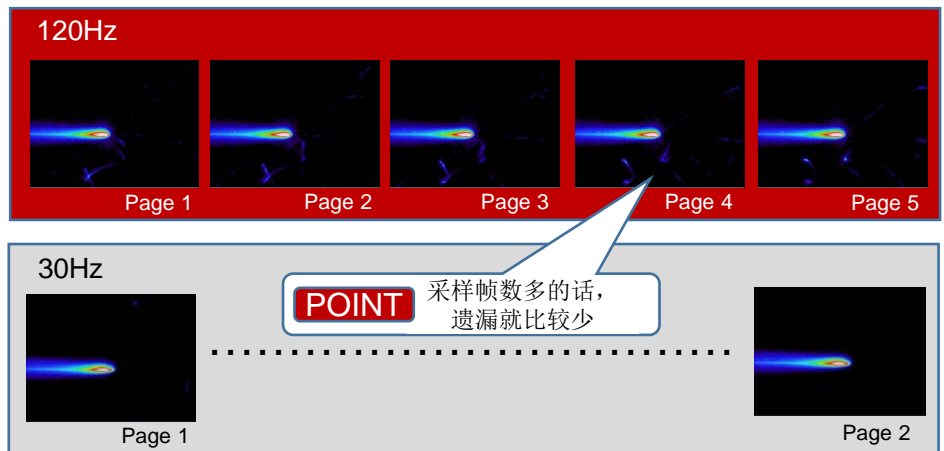 120Hz
Page 1
Page 2
Page 3
Page 4
Page 5
30Hz
POINT
采样帧数多的话，
遗漏就比较少
Page 1
Page 2